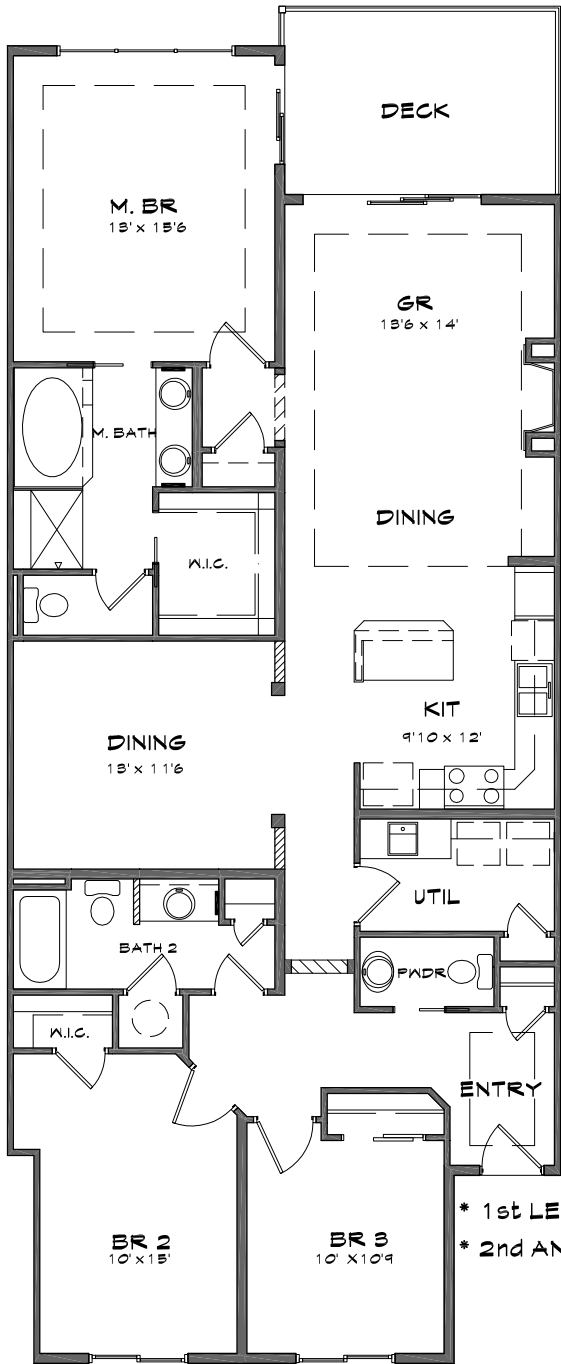 DECK
M. BR
13' x 15'6
GR
13'6 x 14'
M. BATH
DINING
W.I.C.
KIT
9'10 x 12'
DINING
13' x 11'6
UTIL
BATH 2
PWDR
W.I.C.
ENTRY
BR 2
10' x 15'
BR 3
10' X 10'9
* 1st LE
* 2nd AN